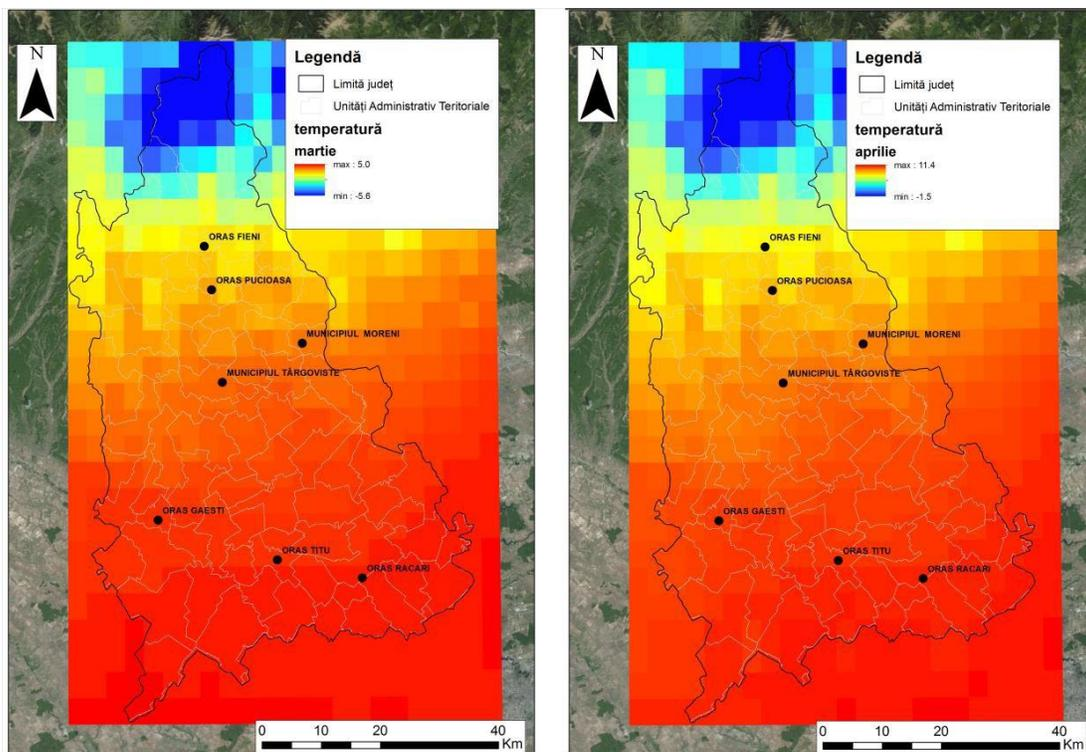 N
Legendă
Limită județ
Unități Administrativ Teritoriale
temperatură
martie
max : 5.0
min : -5.6
ORAS FIENI
ORAS PUCIOASA
MUNICIPIUL MORENI
MUNICIPIUL TÂRGOVISTE
ORAS GAESTI
ORAS TITU
ORAS RACARI
0 10 20 40
Km
N
Legendă
Limită județ
Unități Administrativ Teritoriale
temperatură
aprilie
max : 11.4
min : -1.5
ORAS FIENI
ORAS PUCIOASA
MUNICIPIUL MORENI
MUNICIPIUL TÂRGOVISTE
ORAS GAESTI
ORAS TITU
ORAS RACARI
0 10 20 40
Km